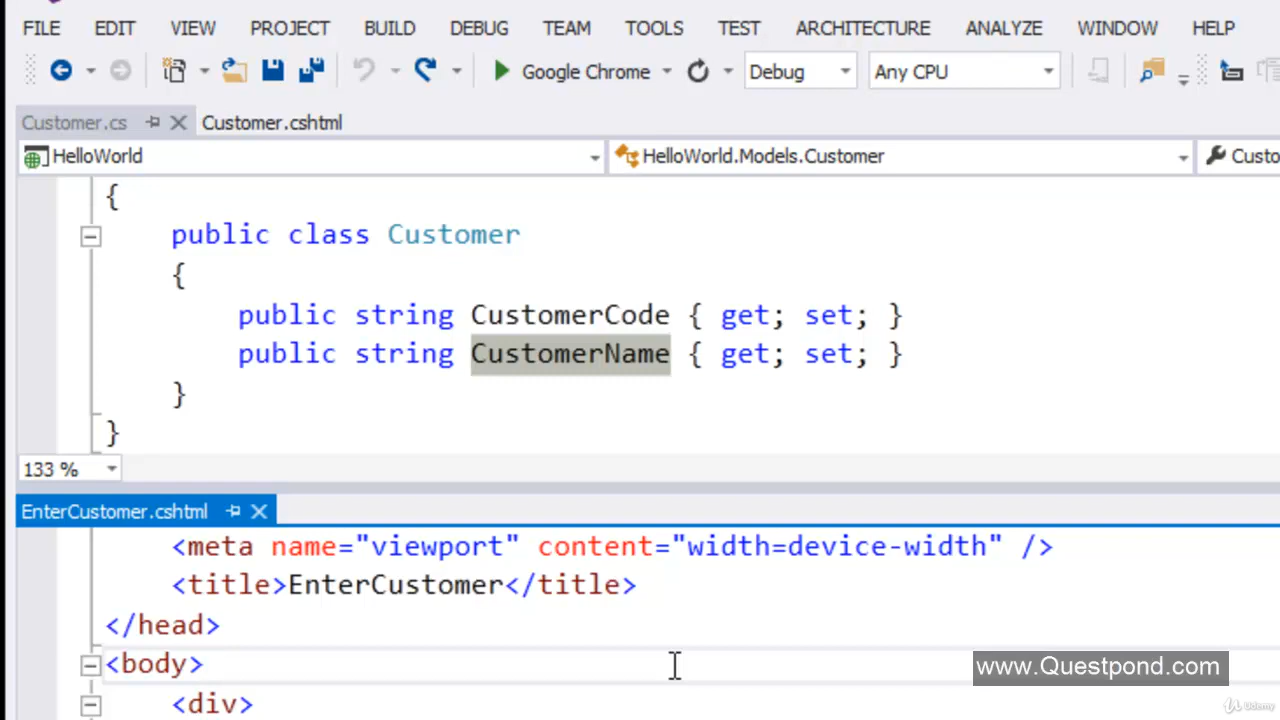 FILE EDIT VIEW PROJECT BUILD DEBUG TEAM TOOLS TEST ARCHITECTURE ANALYZE WINDOW HELP
Google Chrome Debug Any CPU
Customer.cs Customer.cshtml
HelloWorld HelloWorld.Models.Customer Custo
{
public class Customer
{
public string CustomerCode { get; set; }
public string CustomerName { get; set; }
}
}
133 %
EnterCustomer.cshtml
<meta name="viewport" content="width=device-width" />
<title>EnterCustomer</title>
</head>
<body>
www.Questpond.com
<div>
Udemy